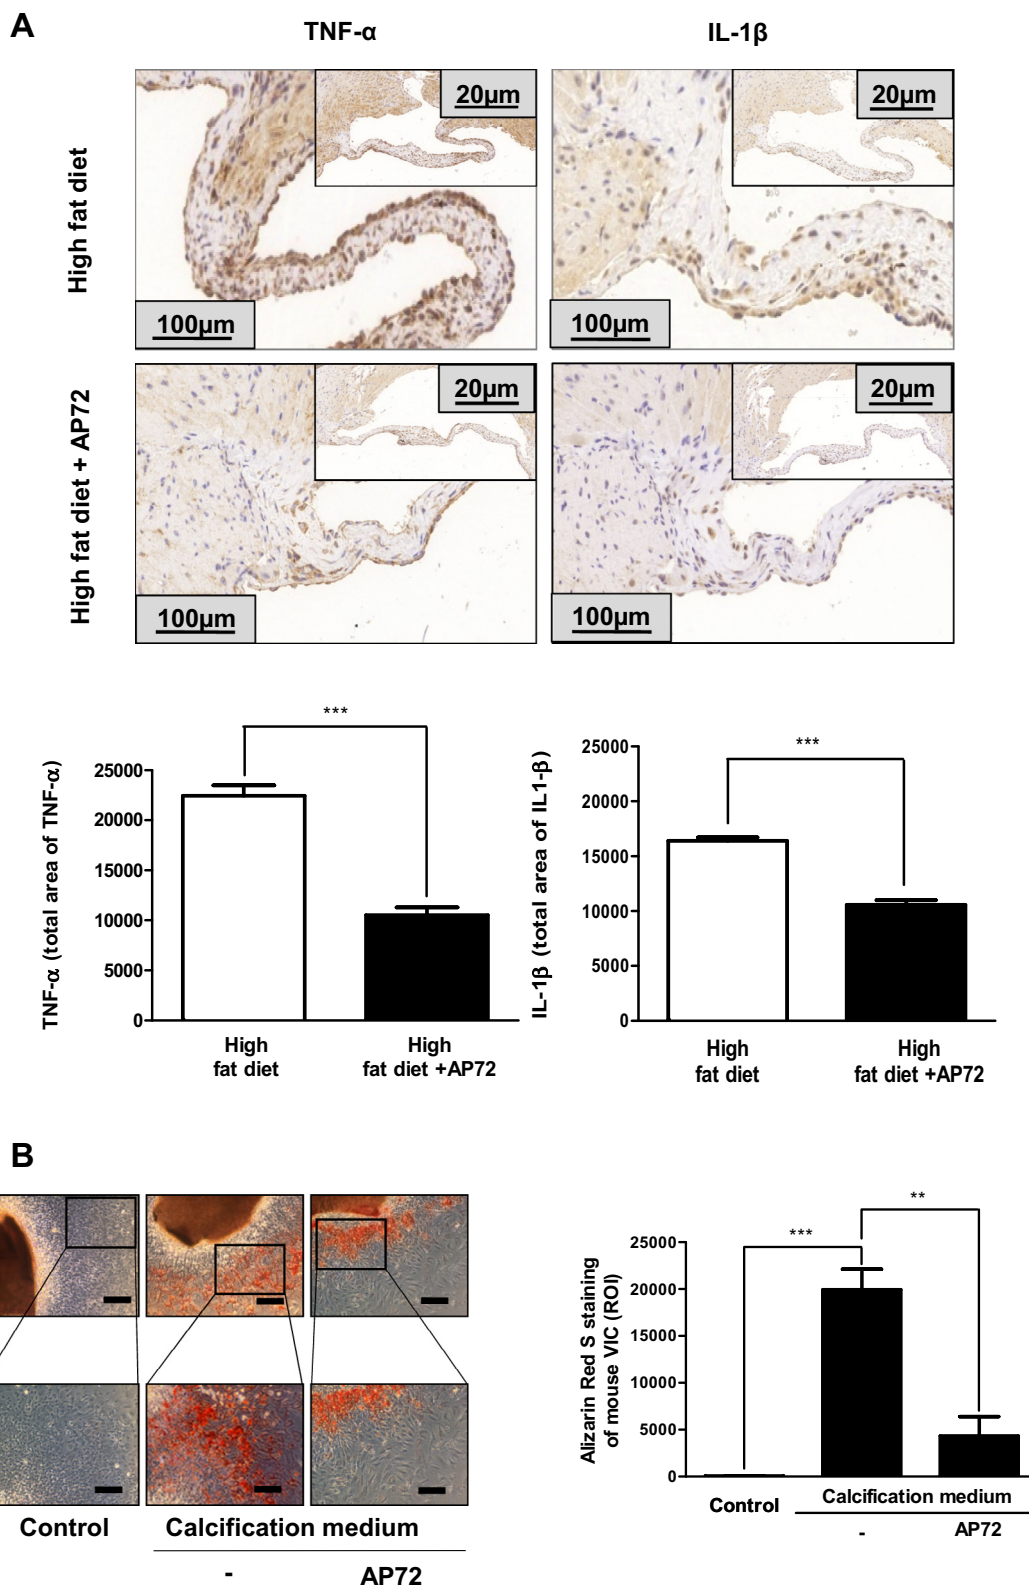 A
TNF-α
IL-1β
High fat diet
20μm
100μm
20μm
100μm
High fat diet + AP72
20μm
100μm
20μm
100μm
TNF-α (total area of TNF-α)
***
25000
20000
15000
10000
5000
0
High
fat diet
High
fat diet +AP72
IL-1β (total area of IL1-β)
***
25000
20000
15000
10000
5000
0
High
fat diet
High
fat diet +AP72
B
Control
Calcification medium
-
AP72
Alizarin Red S staining
of mouse VIC (ROI)
***
**
25000
20000
15000
10000
5000
0
Control
Calcification medium
-
AP72